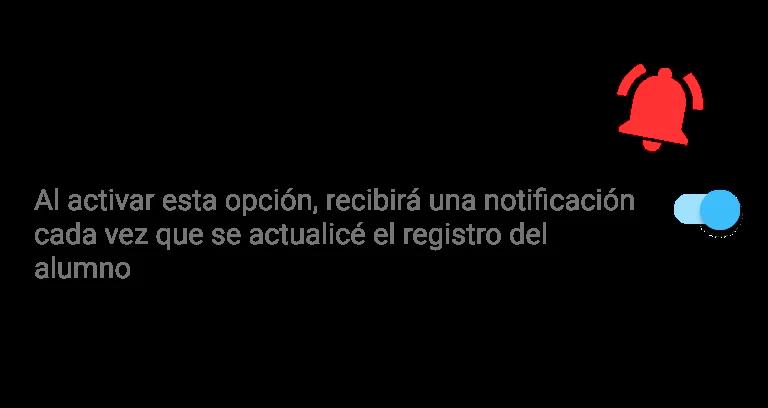 Al activar esta opción, recibirá una notificación
cada vez que se actualicé el registro del
alumno